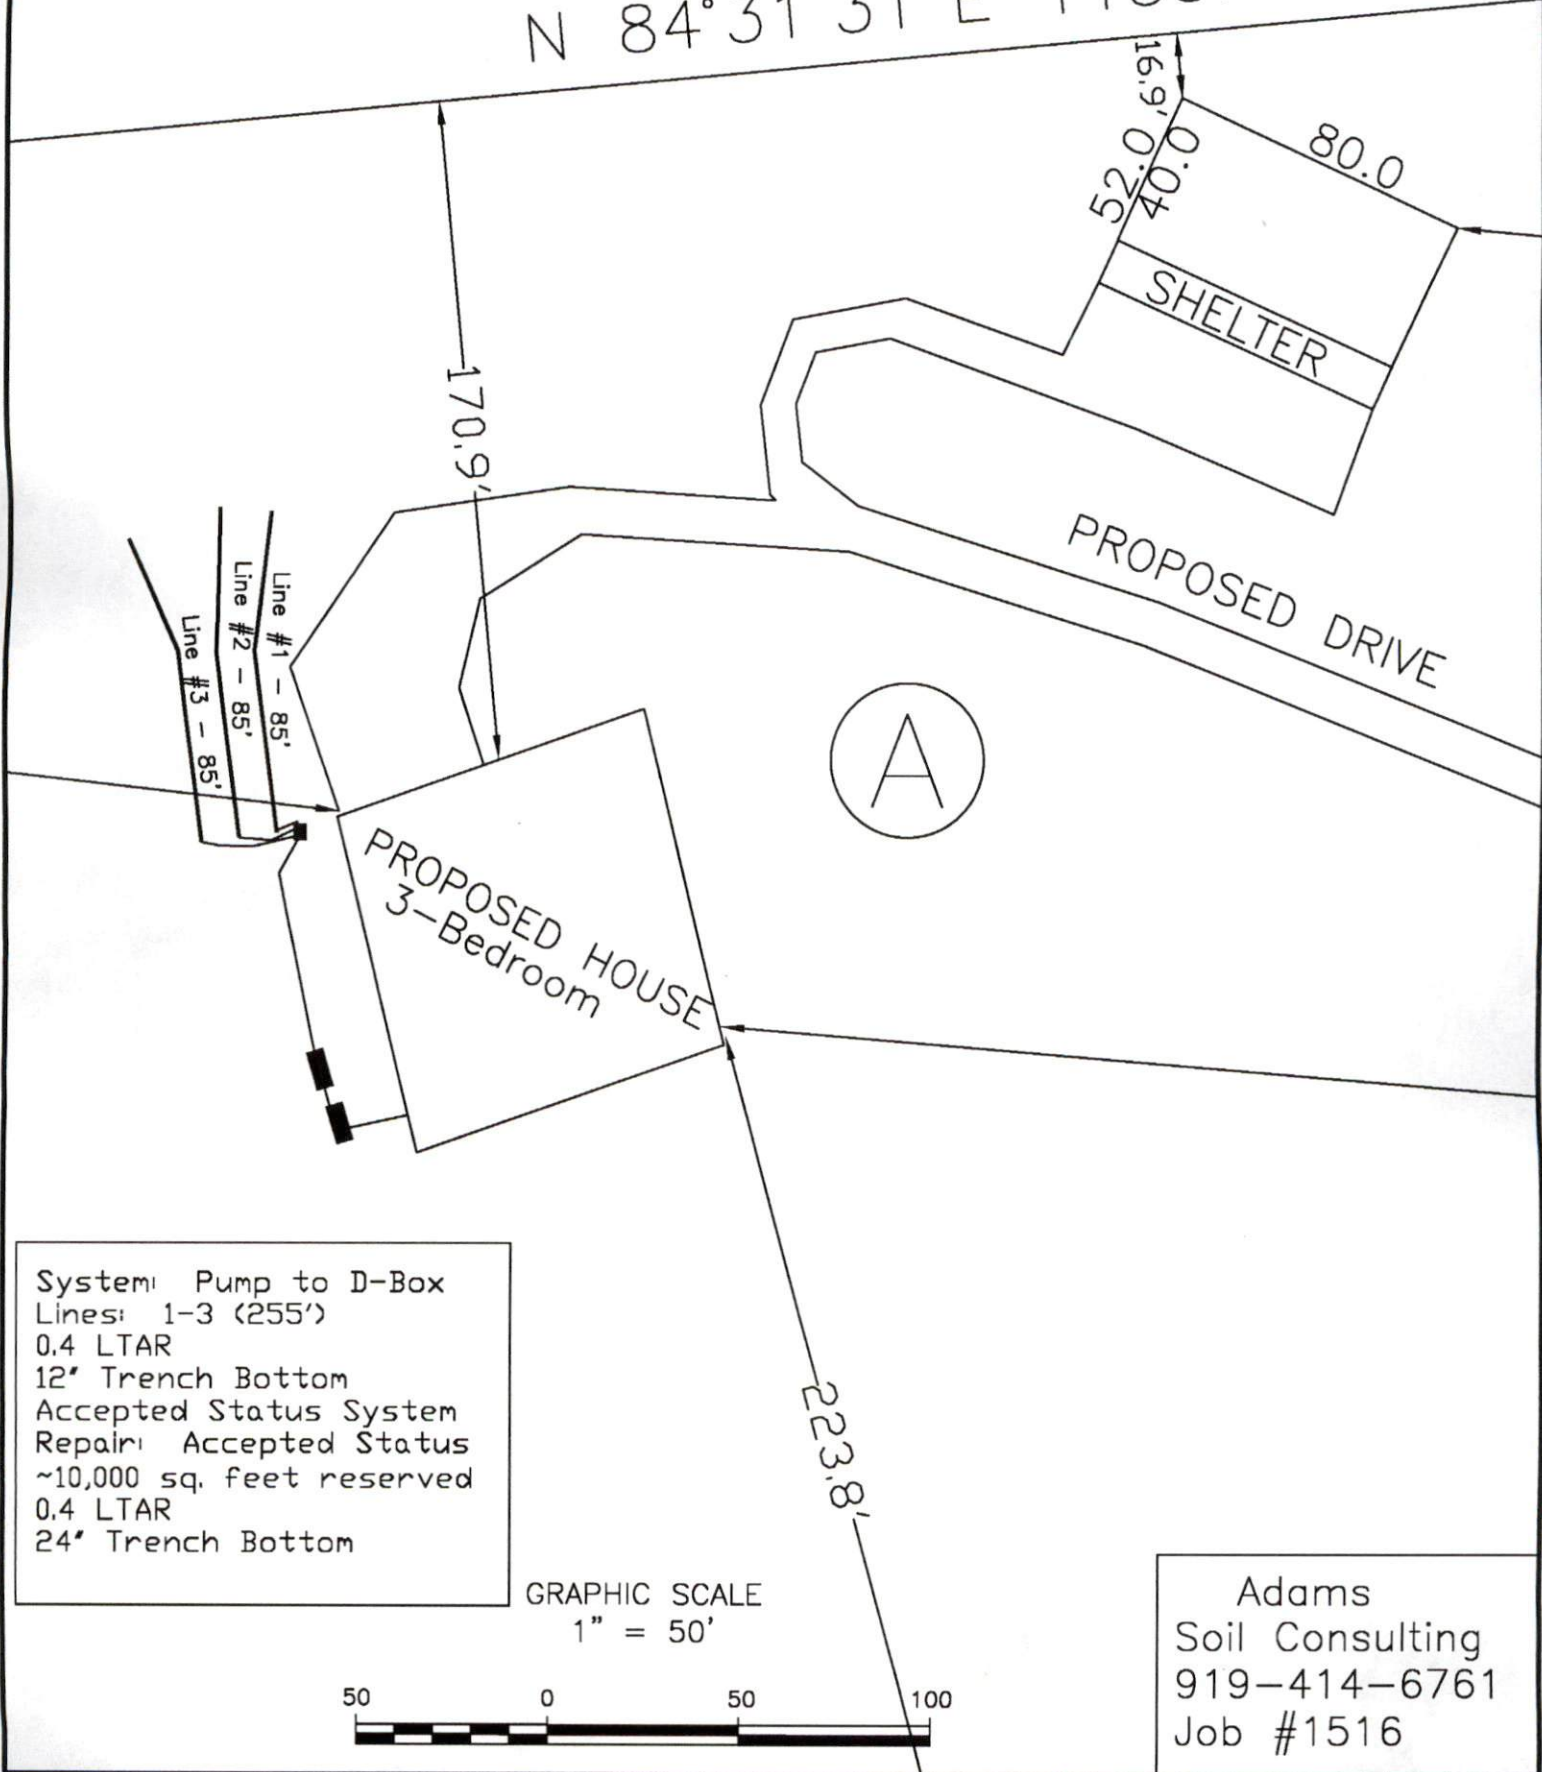 N 84°31'31"E
16.9'
80.0
52.0
40.0
SHELTER
170.9'
PROPOSED DRIVE
Line #1 - 85'
Line #2 - 85'
Line #3 - 85'
A
PROPOSED HOUSE
3-Bedroom
223.8'
System: Pump to D-Box
Lines: 1-3 (255')
0.4 LTAR
12" Trench Bottom
Accepted Status System
Repair: Accepted Status
~10,000 sq. feet reserved
0.4 LTAR
24" Trench Bottom
GRAPHIC SCALE
1" = 50'
50 0 50 100
Adams
Soil Consulting
919-414-6761
Job #1516